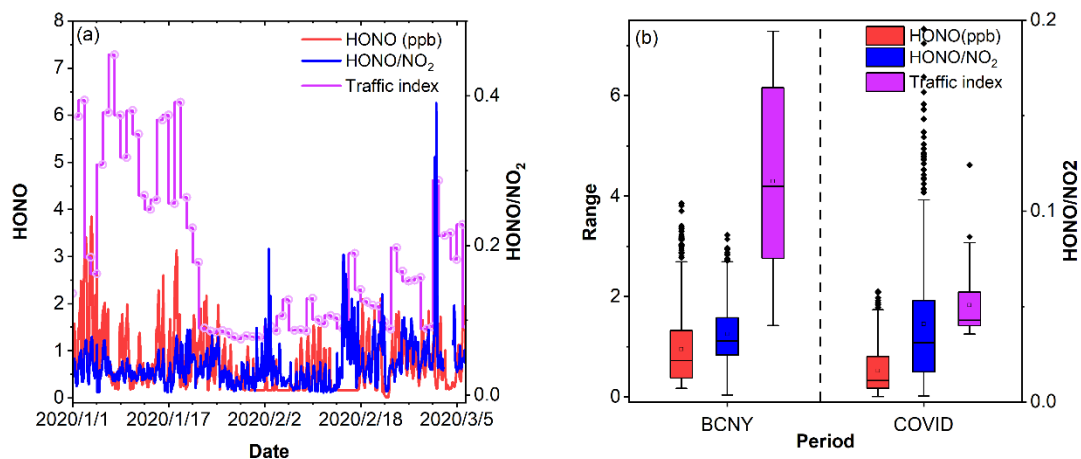 (a)
HONO (ppb)
HONO/NO₂
Traffic index
8
7
6
5
4
3
2
1
0
HONO
0.4
0.2
0.0
HONO/NO₂
2020/1/1
2020/1/17
2020/2/2
2020/2/18
2020/3/5
Date
(b)
HONO(ppb)
HONO/NO₂
Traffic index
6
4
2
0
Range
0.2
0.1
0.0
HONO/NO2
BCNY
COVID
Period